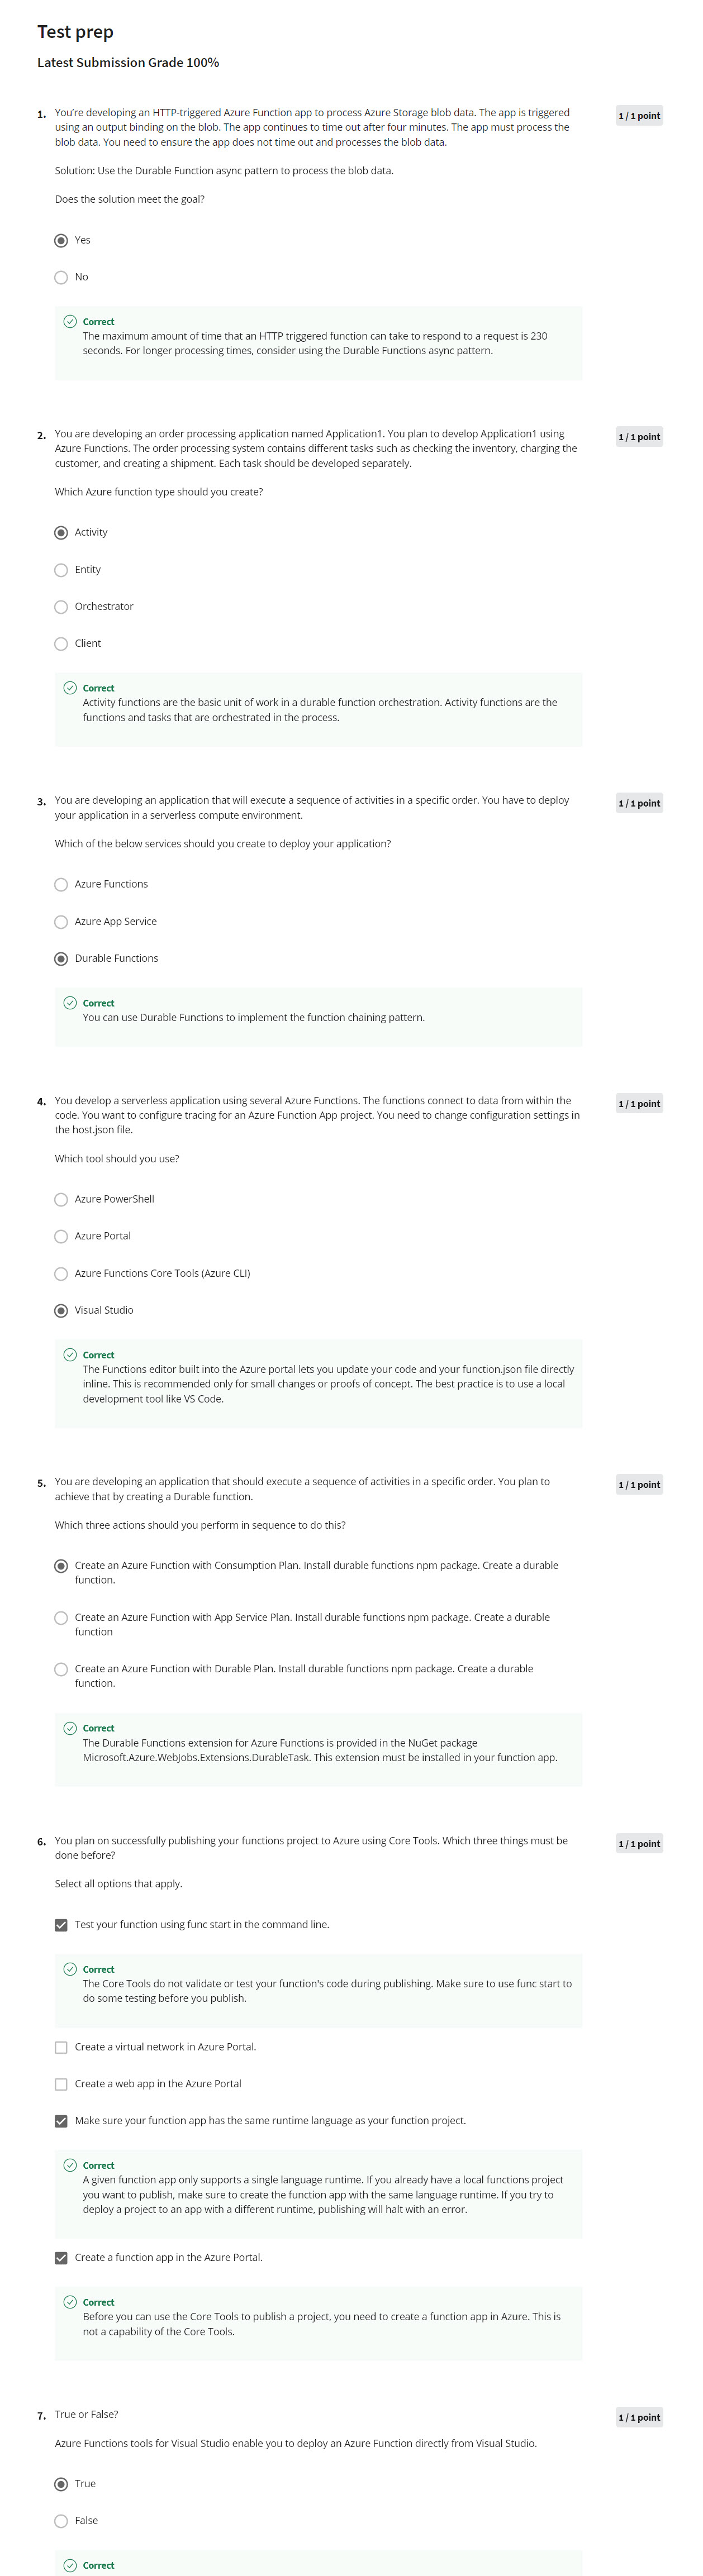 Test prep
Latest Submission Grade 100%
1. You're developing an HTTP-triggered Azure Function app to process Azure Storage blob data. The app is triggered
1 / 1 point
using an output binding on the blob. The app continues to time out after four minutes. The app must process the
blob data. You need to ensure the app does not time out and processes the blob data.
Solution: Use the Durable Function async pattern to process the blob data.
Does the solution meet the goal?
Yes
No
Correct
The maximum amount of time that an HTTP triggered function can take to respond to a request is 230
seconds. For longer processing times, consider using the Durable Functions async pattern.
2. You are developing an order processing application named Application1. You plan to develop Application1 using
1 / 1 point
Azure Functions. The order processing system contains different tasks such as checking the inventory, charging the
customer, and creating a shipment. Each task should be developed separately.
Which Azure function type should you create?
Activity
Entity
Orchestrator
Client
Correct
Activity functions are the basic unit of work in a durable function orchestration. Activity functions are the
functions and tasks that are orchestrated in the process.
3. You are developing an application that will execute a sequence of activities in a specific order. You have to deploy
1 / 1 point
your application in a serverless compute environment.
Which of the below services should you create to deploy your application?
Azure Functions
Azure App Service
Durable Functions
Correct
You can use Durable Functions to implement the function chaining pattern.
4. You develop a serverless application using several Azure Functions. The functions connect to data from within the
1 / 1 point
code. You want to configure tracing for an Azure Function App project. You need to change configuration settings in
the host.json file.
Which tool should you use?
Azure PowerShell
Azure Portal
Azure Functions Core Tools (Azure CLI)
Visual Studio
Correct
The Functions editor built into the Azure portal lets you update your code and your function.json file directly
inline. This is recommended only for small changes or proofs of concept. The best practice is to use a local
development tool like VS Code.
5. You are developing an application that should execute a sequence of activities in a specific order. You plan to
1 / 1 point
achieve that by creating a Durable function.
Which three actions should you perform in sequence to do this?
Create an Azure Function with Consumption Plan. Install durable functions npm package. Create a durable
function.
Create an Azure Function with App Service Plan. Install durable functions npm package. Create a durable
function
Create an Azure Function with Durable Plan. Install durable functions npm package. Create a durable
function.
Correct
The Durable Functions extension for Azure Functions is provided in the NuGet package
Microsoft.Azure.WebJobs.Extensions.DurableTask. This extension must be installed in your function app.
6. You plan on successfully publishing your functions project to Azure using Core Tools. Which three things must be
1 / 1 point
done before?
Select all options that apply.
Test your function using func start in the command line.
Correct
The Core Tools do not validate or test your function's code during publishing. Make sure to use func start to
do some testing before you publish.
Create a virtual network in Azure Portal.
Create a web app in the Azure Portal
Make sure your function app has the same runtime language as your function project.
Correct
A given function app only supports a single language runtime. If you already have a local functions project
you want to publish, make sure to create the function app with the same language runtime. If you try to
deploy a project to an app with a different runtime, publishing will halt with an error.
Create a function app in the Azure Portal.
Correct
Before you can use the Core Tools to publish a project, you need to create a function app in Azure. This is
not a capability of the Core Tools.
7. True or False?
1 / 1 point
Azure Functions tools for Visual Studio enable you to deploy an Azure Function directly from Visual Studio.
True
False
Correct